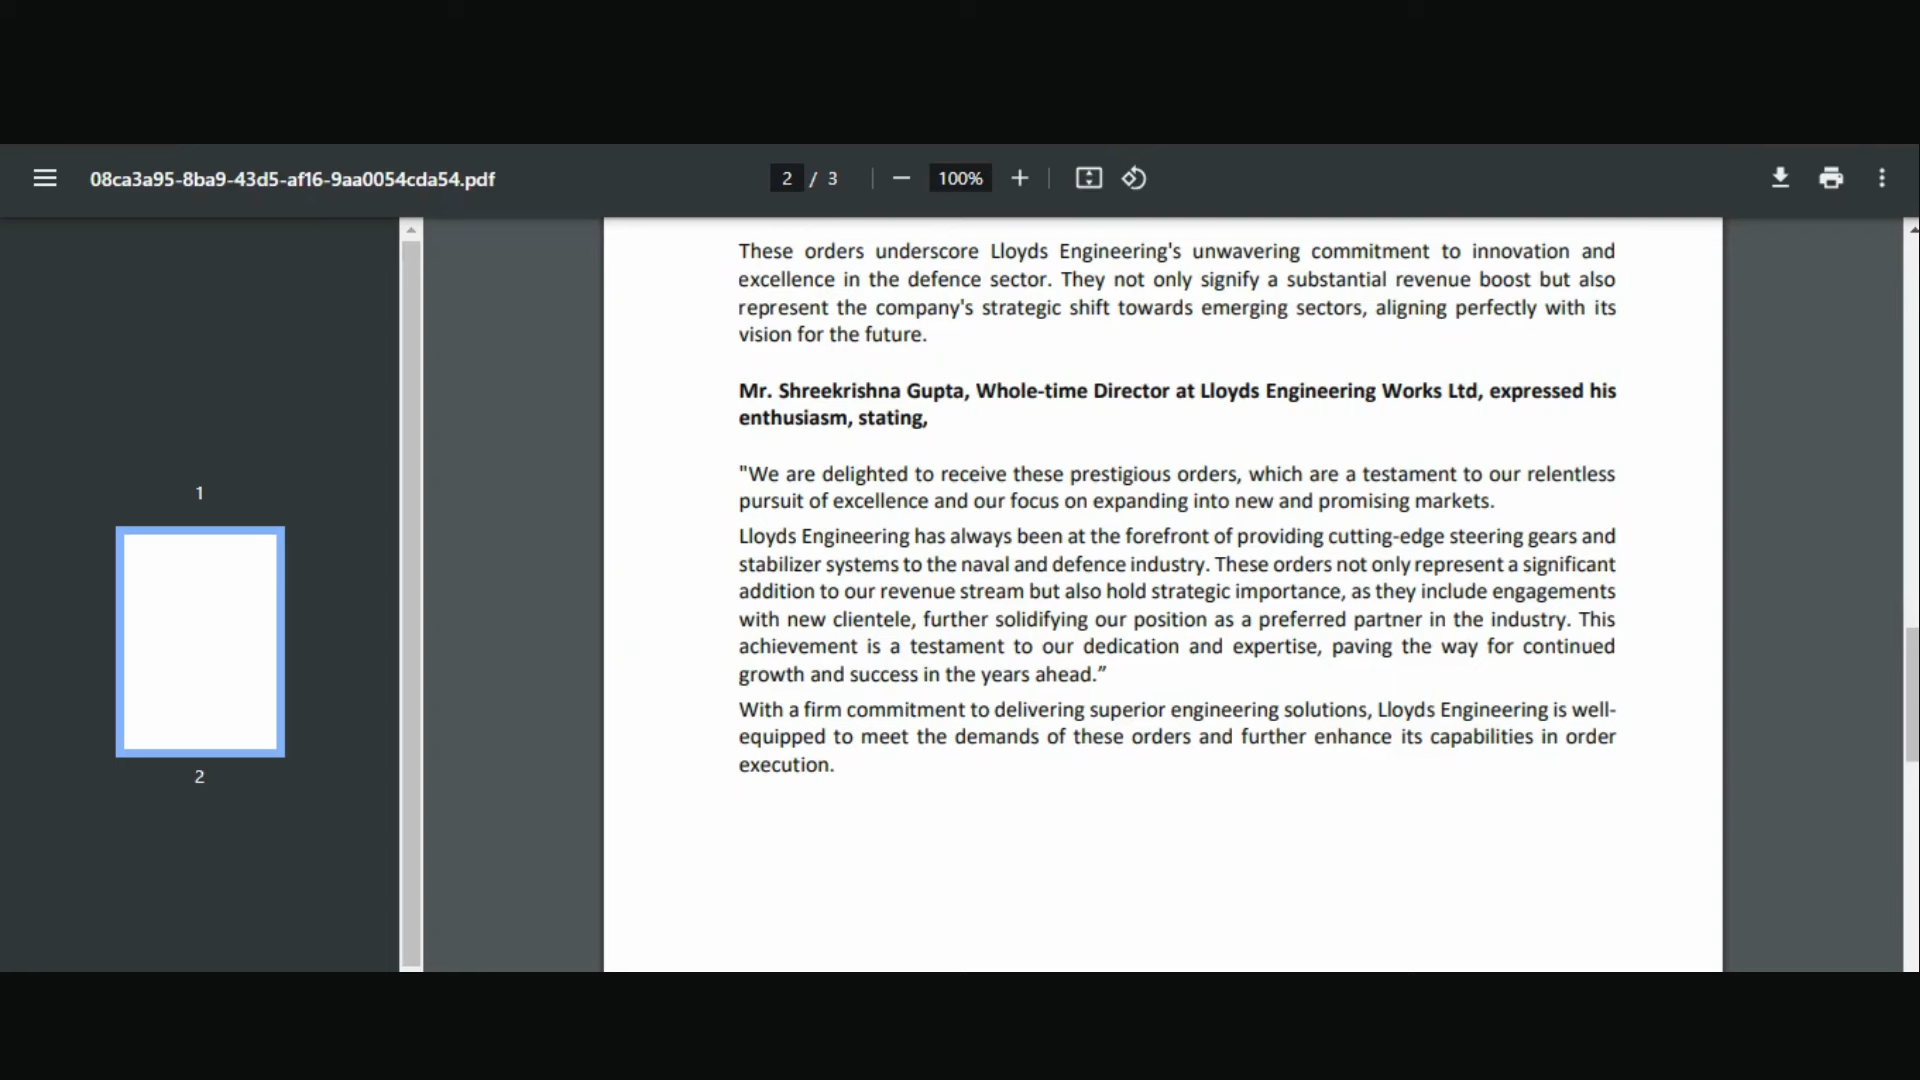 08ca3a95-8ba9-43d5-af16-9aa0054cda54.pdf
2 / 3
100%
1
2
These orders underscore Lloyds Engineering's unwavering commitment to innovation and
excellence in the defence sector. They not only signify a substantial revenue boost but also
represent the company's strategic shift towards emerging sectors, aligning perfectly with its
vision for the future.
Mr. Shreekrishna Gupta, Whole-time Director at Lloyds Engineering Works Ltd, expressed his
enthusiasm, stating,
"We are delighted to receive these prestigious orders, which are a testament to our relentless
pursuit of excellence and our focus on expanding into new and promising markets.
Lloyds Engineering has always been at the forefront of providing cutting-edge steering gears and
stabilizer systems to the naval and defence industry. These orders not only represent a significant
addition to our revenue stream but also hold strategic importance, as they include engagements
with new clientele, further solidifying our position as a preferred partner in the industry. This
achievement is a testament to our dedication and expertise, paving the way for continued
growth and success in the years ahead.”
With a firm commitment to delivering superior engineering solutions, Lloyds Engineering is well-
equipped to meet the demands of these orders and further enhance its capabilities in order
execution.